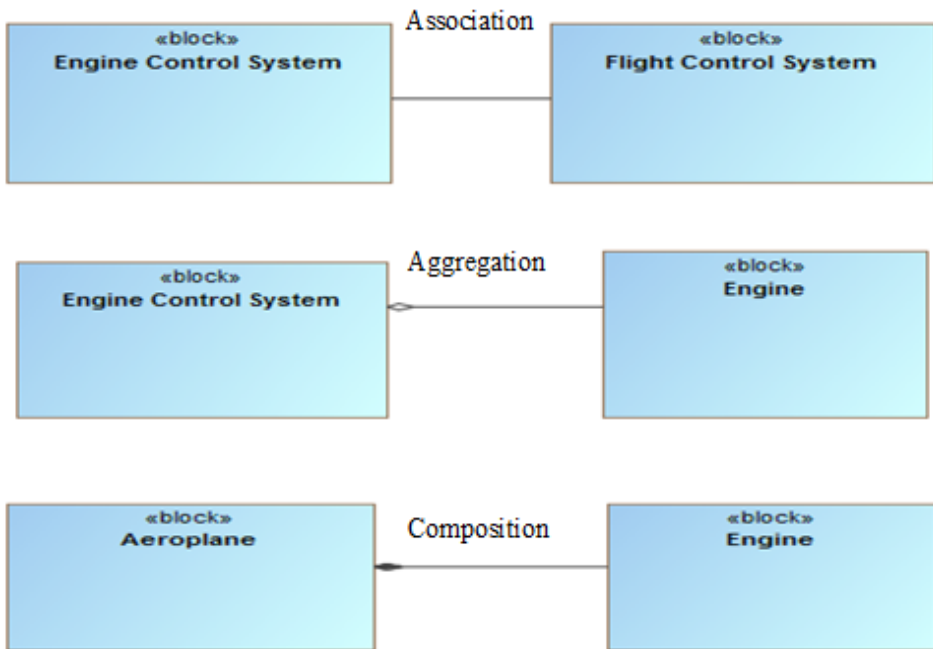 Association
«block»
Engine Control System
«block»
Flight Control System
Aggregation
«block»
Engine Control System
«block»
Engine
Composition
«block»
Aeroplane
«block»
Engine